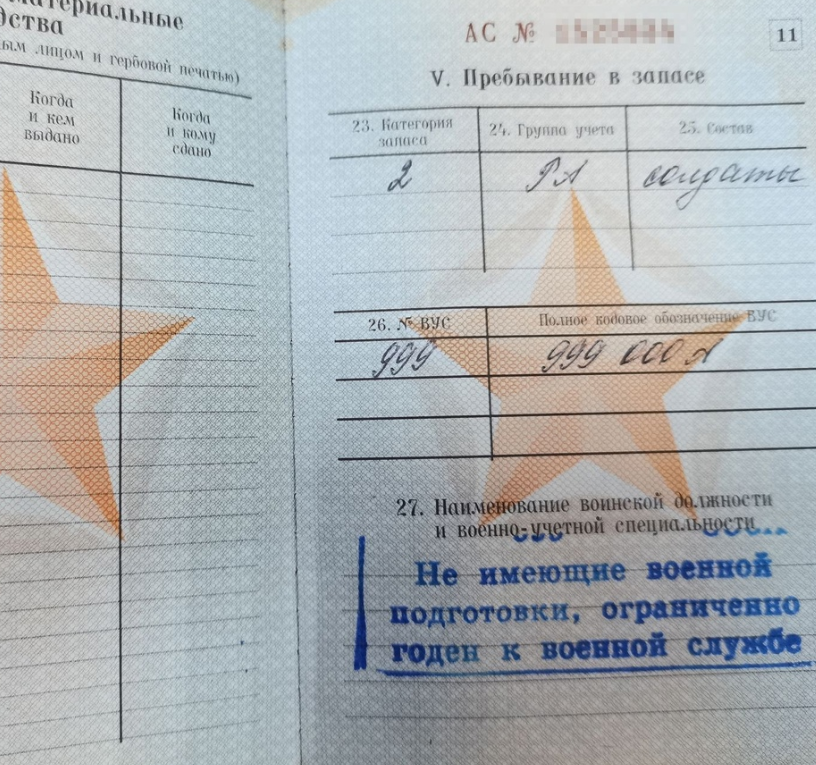 материальные
ства
ым лицом и гербовой печатью)
Когда
и кем
выдано
Когда
и кому
сдано
АС №
11
V. Пребывание в запасе
23. Категория
запаса
24. Группа учета
25. Состав
2
РА
солдаты
26. № ВУС
Полное кодовое обозначение ВУС
999
999 000 А
27. Наименование воинской должности
и военно-учетной специальности
Не имеющие военной
подготовки, ограниченно
годен к военной службе